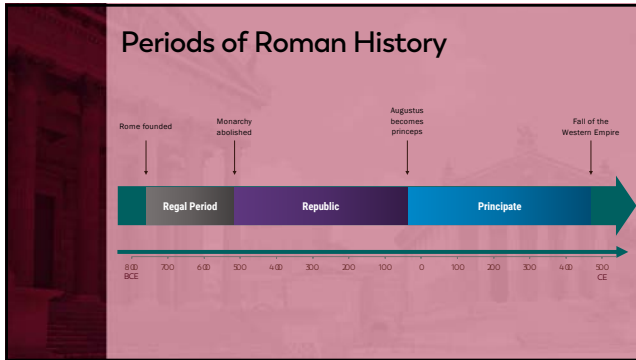 Periods of Roman History
Augustus
becomes
princeps
Rome founded
Monarchy
abolished
Fall of the
Western Empire
Regal Period
Republic
Principate
800 700 600 500 400 300 200 100 0 100 200 300 400 500
BCE CE